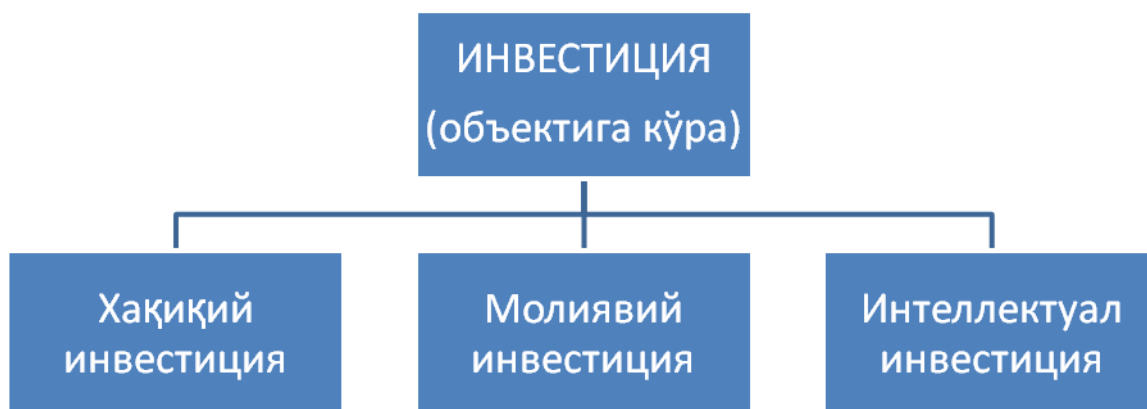 ИНВЕСТИЦИЯ
(объектига кўра)
Хақиқий
инвестиция
Молиявий
инвестиция
Интеллектуал
инвестиция